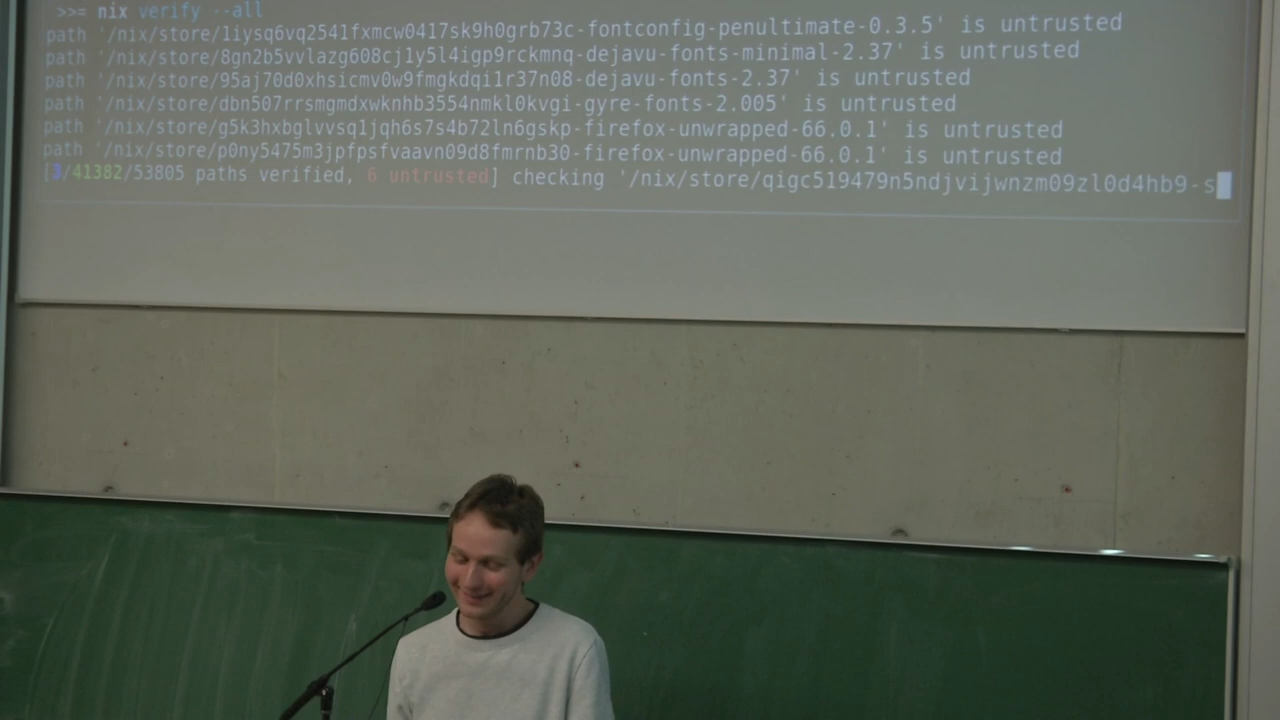 >>= nix verify --all
path '/nix/store/1iysq6vq2541fxmcw0417sk9h0grb73c-fontconfig-penultimate-0.3.5' is untrusted
path '/nix/store/8gn2b5vvlazg608cj1y5l4igp9rckmnq-dejavu-fonts-minimal-2.37' is untrusted
path '/nix/store/95aj70d0xhsicmv0w9fmgkdqi1r37n08-dejavu-fonts-2.37' is untrusted
path '/nix/store/dbn507rrsmgmdxwknhb3554nmkl0kvgi-gyre-fonts-2.005' is untrusted
path '/nix/store/g5k3hxbglvvsq1jqh6s7s4b72ln6gskp-firefox-unwrapped-66.0.1' is untrusted
path '/nix/store/p0ny5475m3jpfpsfvaavn09d8fmrnb30-firefox-unwrapped-66.0.1' is untrusted
[3/41382/53805 paths verified, 6 untrusted] checking '/nix/store/qigc519479n5ndjvijwnzm09zl0d4hb9-s